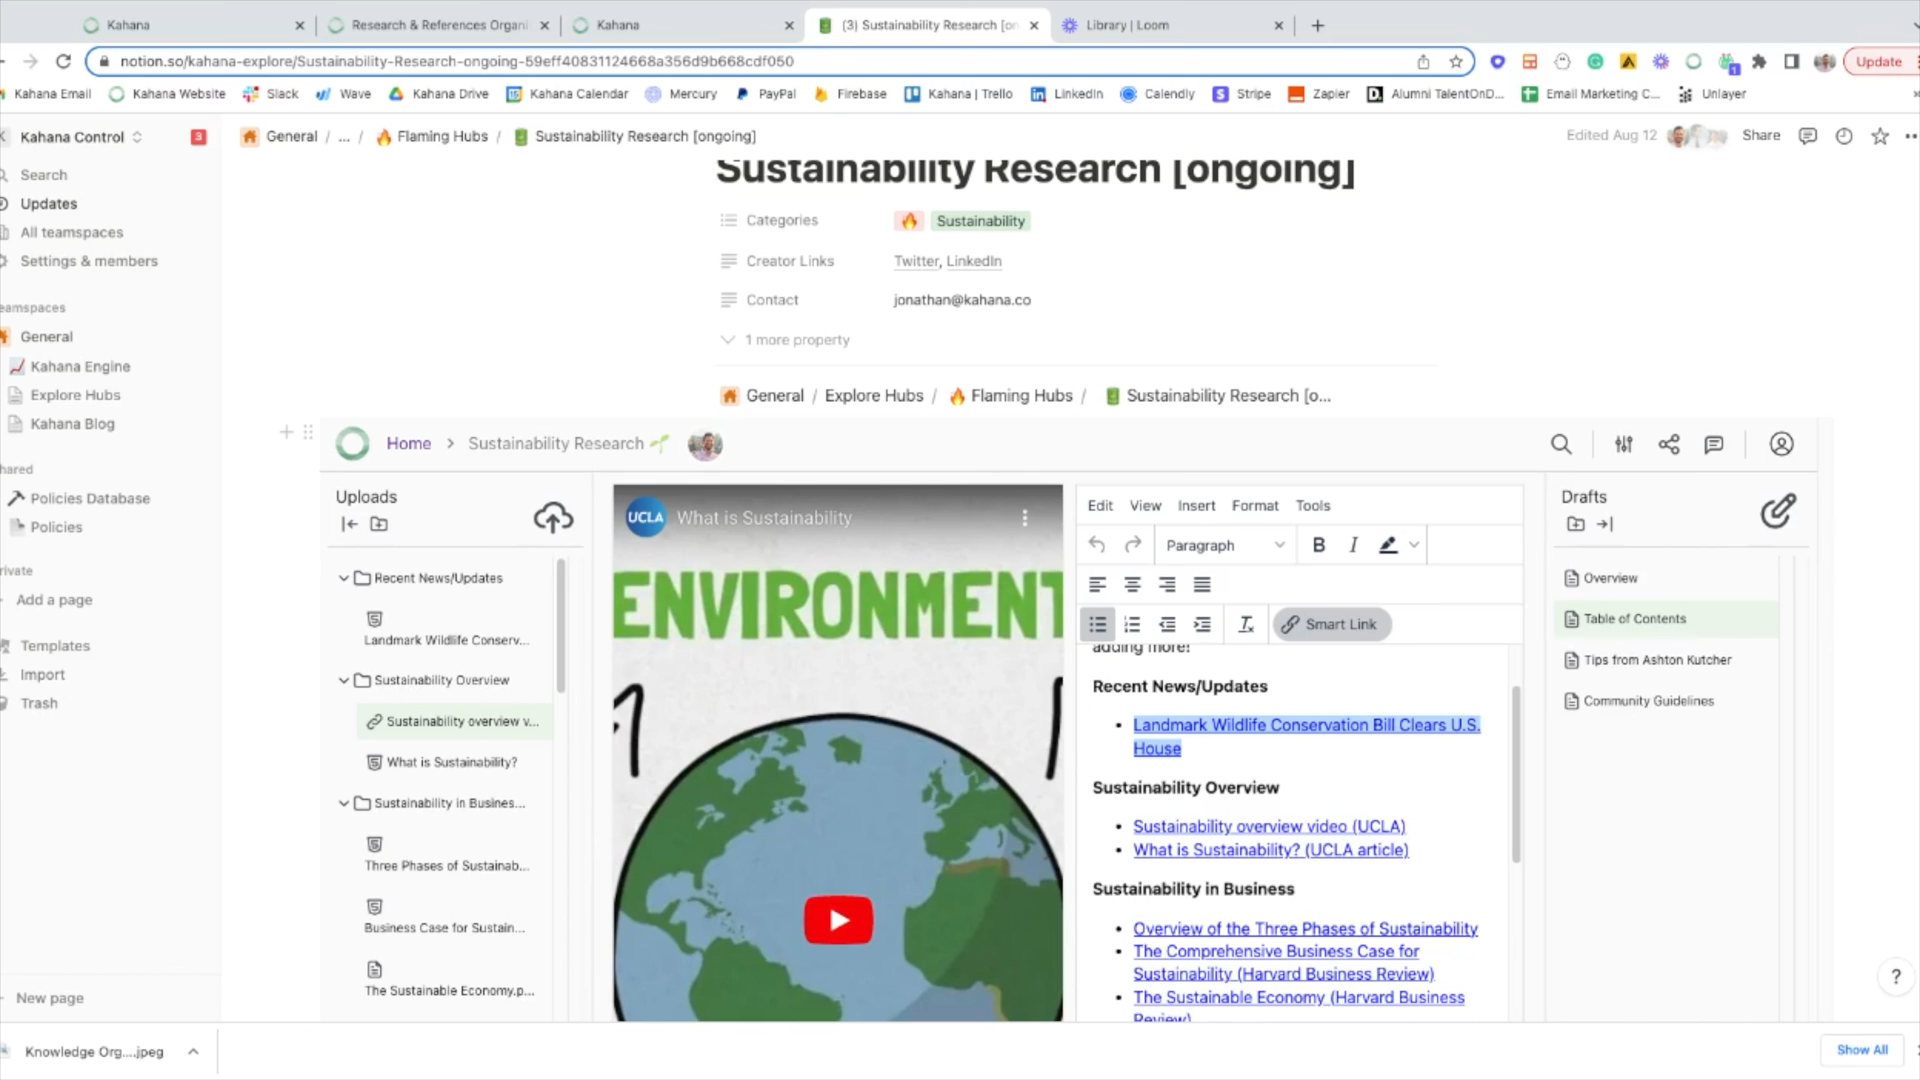 Kahana
Research & References Organi
Kahana
(3) Sustainability Research [on
Library | Loom
notion.so/kahana-explore/Sustainability-Research-ongoing-59eff40831124668a356d9b668cdf050
Update
Kahana Email
Kahana Website
Slack
Wave
Kahana Drive
Kahana Calendar
Mercury
PayPal
Firebase
Kahana | Trello
LinkedIn
Calendly
Stripe
Zapier
Alumni TalentOnD...
Email Marketing C...
Unlayer
Kahana Control
3
General / ... / Flaming Hubs / Sustainability Research [ongoing]
Edited Aug 12
Share
Search
Updates
All teamspaces
Settings & members
eamspaces
General
Kahana Engine
Explore Hubs
Kahana Blog
hared
Policies Database
Policies
rivate
Add a page
Templates
Import
Trash
New page
Sustainability Research [ongoing]
Categories
Sustainability
Creator Links
Twitter, LinkedIn
Contact
jonathan@kahana.co
1 more property
General / Explore Hubs / Flaming Hubs / Sustainability Research [o...
Home > Sustainability Research
Uploads
Recent News/Updates
Landmark Wildlife Conserv...
Sustainability Overview
Sustainability overview v...
What is Sustainability?
Sustainability in Busines...
Three Phases of Sustainab...
Business Case for Sustain...
The Sustainable Economy.p...
UCLA
What is Sustainability
ENVIRONMENT
Edit View Insert Format Tools
Paragraph
B
I
Smart Link
adding more!
Recent News/Updates
Landmark Wildlife Conservation Bill Clears U.S.
House
Sustainability Overview
Sustainability overview video (UCLA)
What is Sustainability? (UCLA article)
Sustainability in Business
Overview of the Three Phases of Sustainability
The Comprehensive Business Case for
Sustainability (Harvard Business Review)
The Sustainable Economy (Harvard Business
Review)
Drafts
Overview
Table of Contents
Tips from Ashton Kutcher
Community Guidelines
?
Knowledge Org....jpeg
Show All